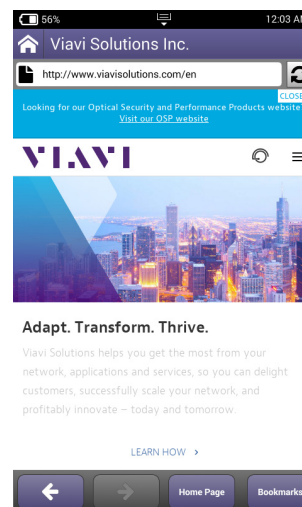 56%
12:03 AM
Viavi Solutions Inc.
http://www.viavisolutions.com/en
Looking for our Optical Security and Performance Products website
Visit our OSP website
CLOSE
VIAVI
Adapt. Transform. Thrive.
Viavi Solutions helps you get the most from your
network, applications and services, so you can delight
customers, successfully scale your network, and
profitably innovate – today and tomorrow.
LEARN HOW >
Home Page
Bookmarks